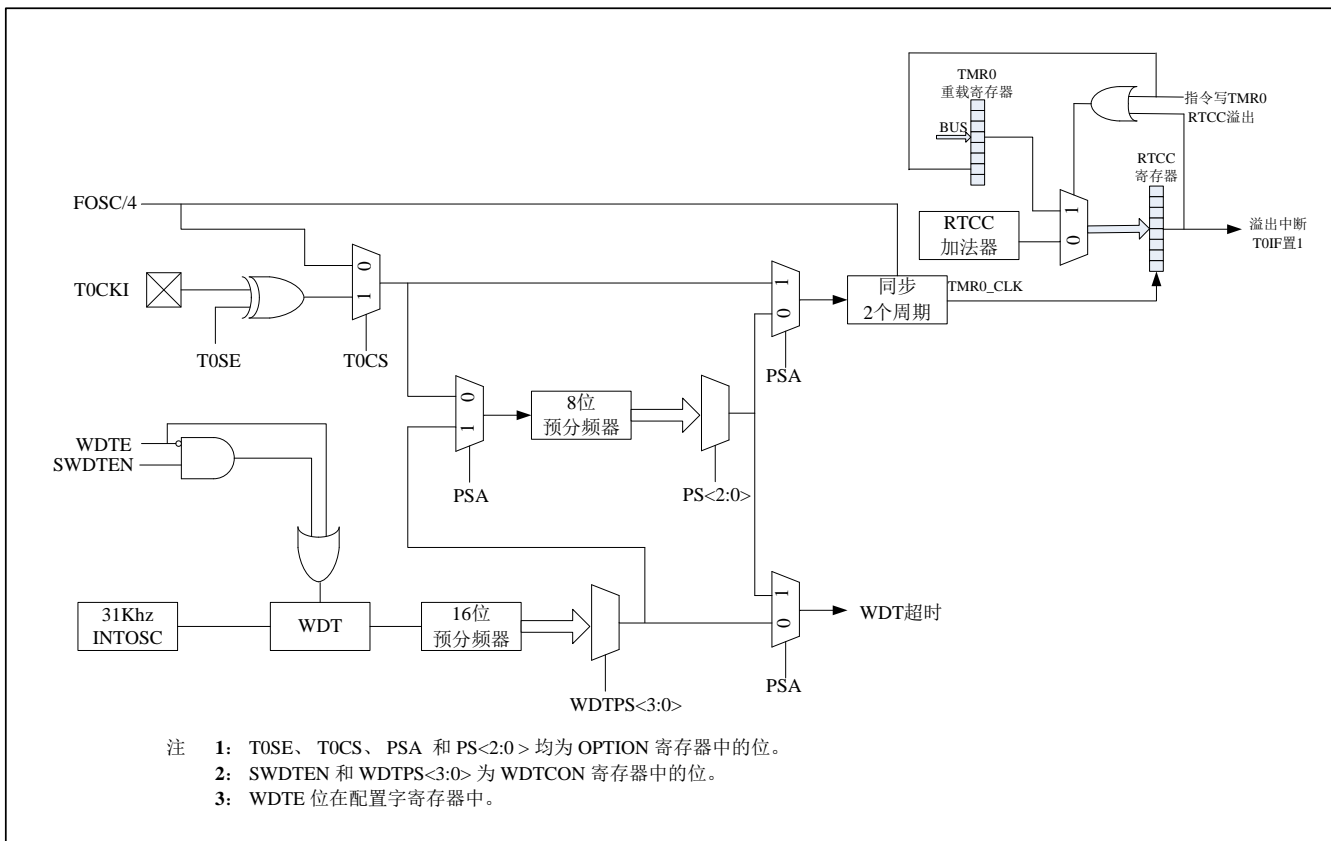 TMR0
重载寄存器
BUS
指令写TMR0
RTCC溢出
RTCC
寄存器
FOSC/4
RTCC
加法器
1
0
溢出中断
T0IF置1
T0CKI
0
1
1
0
同步
2个周期
TMR0_CLK
T0SE
T0CS
PSA
0
1
8位
预分频器
WDTE
SWDTEN
PSA
PS<2:0>
31Khz
INTOSC
WDT
16位
预分频器
1
0
WDT超时
WDTPS<3:0>
PSA
注 1： T0SE、 T0CS、 PSA 和 PS<2:0 > 均为 OPTION 寄存器中的位。
2： SWDTEN 和 WDTPS<3:0> 为 WDTCON 寄存器中的位。
3： WDTE 位在配置字寄存器中。